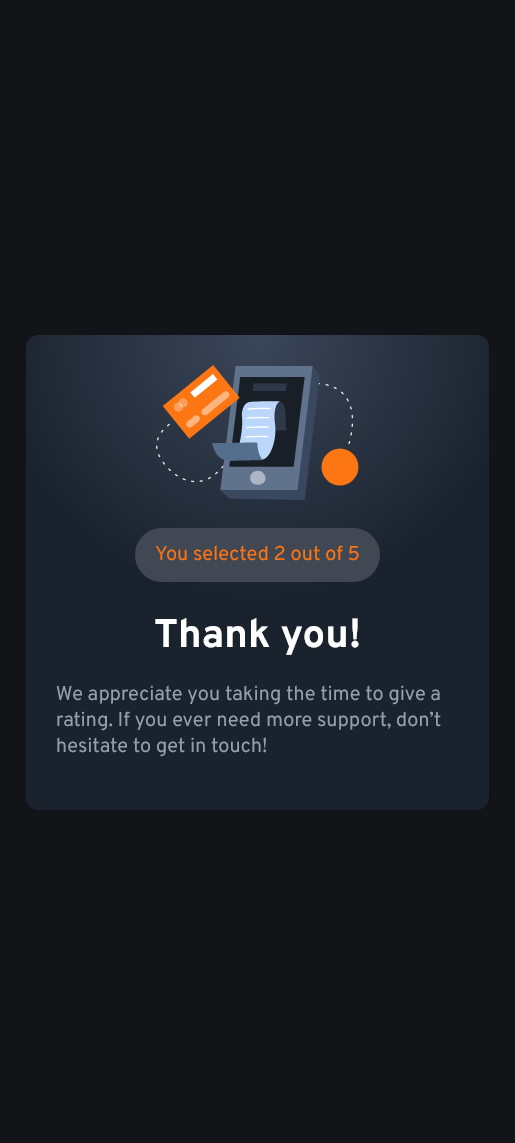 You selected 2 out of 5
Thank you!
We appreciate you taking the time to give a
rating. If you ever need more support, don’t
hesitate to get in touch!